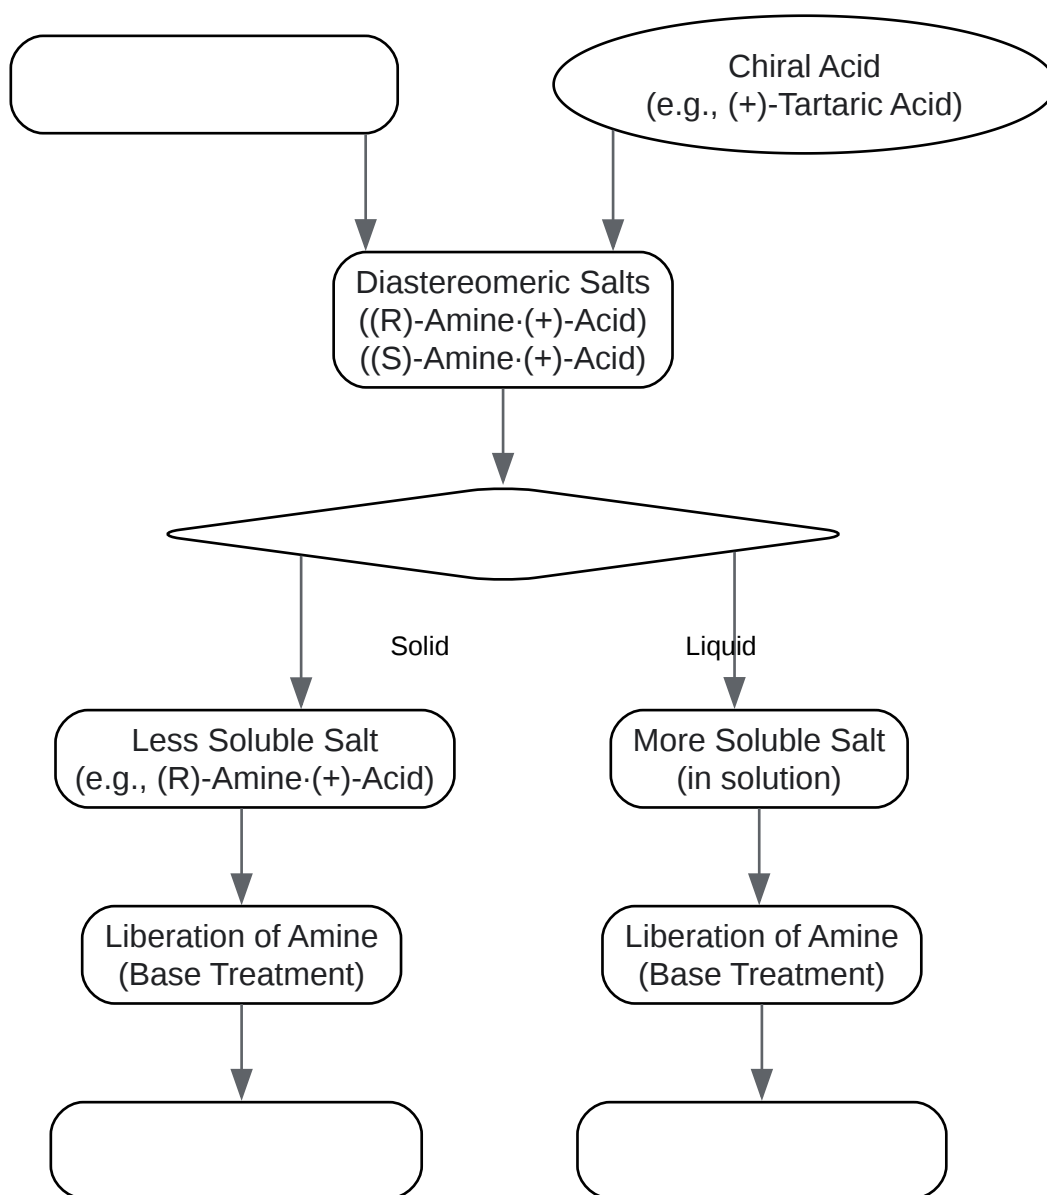 Chiral Acid
(e.g., (+)-Tartaric Acid)
Diastereomeric Salts
((R)-Amine·(+)-Acid)
((S)-Amine·(+)-Acid)
Solid
Liquid
Less Soluble Salt
(e.g., (R)-Amine·(+)-Acid)
More Soluble Salt
(in solution)
Liberation of Amine
(Base Treatment)
Liberation of Amine
(Base Treatment)